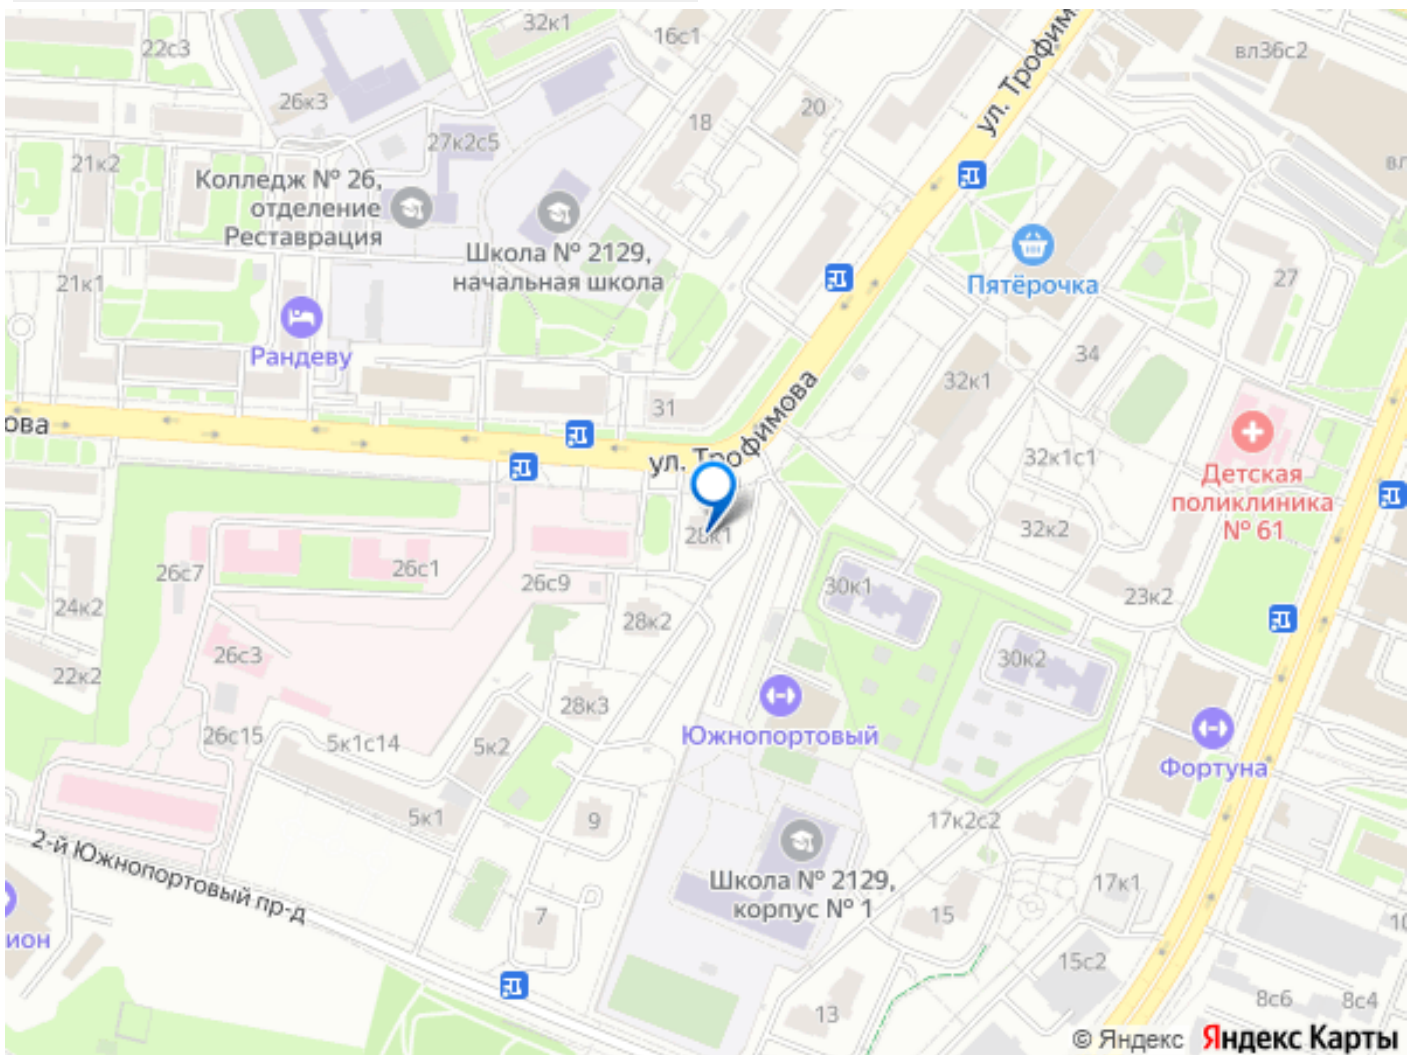 32к1
16с1
22с3
вл36с2
ул. Трофим
26к3
20
18
27к2с5
21к2
вл
Колледж № 26,
отделение
Реставрация
Школа № 2129,
начальная школа
27
21к1
Пятёрочка
Рандеву
34
32к1
31
ова
ул. Трофимова
32к1с1
Детская
поликлиника
№ 61
32к2
28к1
26с7
26с1
26с9
30к1
23к2
24к2
28к2
26с3
30к2
22к2
28к3
26с15
5к1с14
5к2
Южнопортовый
Фортуна
5к1
9
17к2с2
2-й Южнопортовый пр-д
Школа № 2129,
корпус № 1
17к1
7
15
10
ион
15с2
13
8с6
8с4
© Яндекс Яндекс Карты